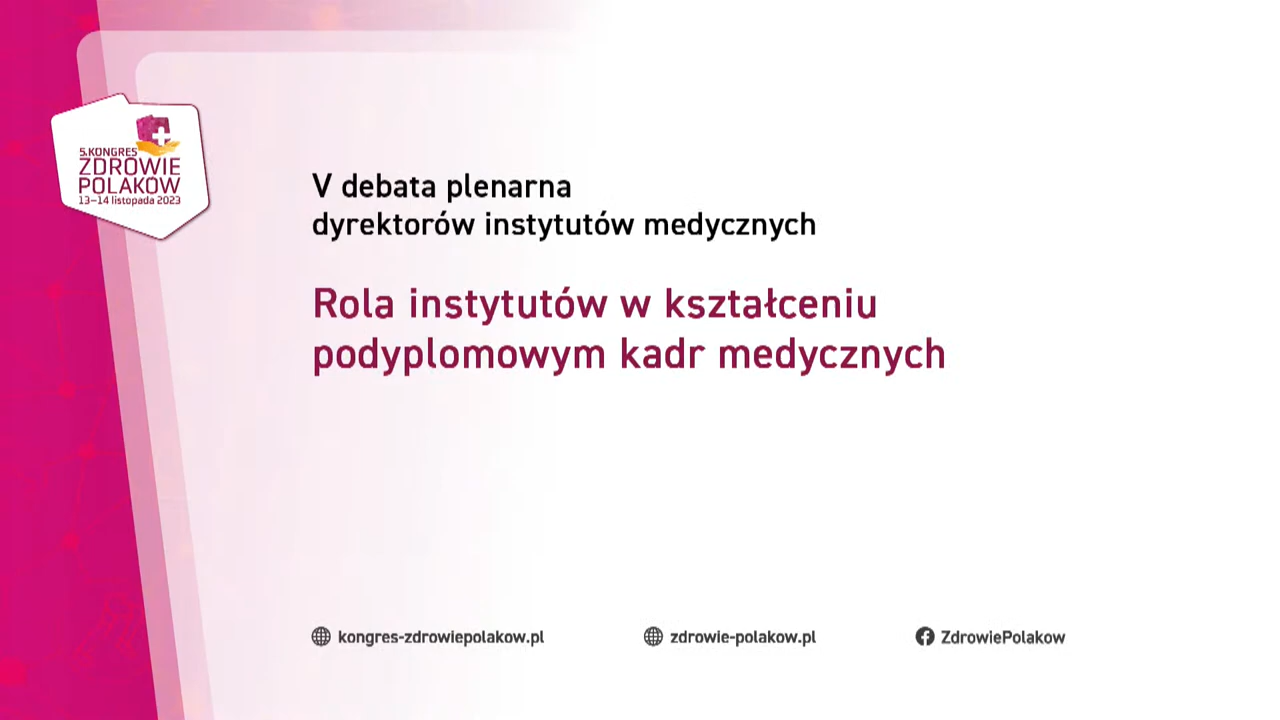 5.KONGRES
ZDROWIE
POLAKÓW
13–14 listopada 2023
V debata plenarna
dyrektorów instytutów medycznych
Rola instytutów w kształceniu
podyplomowym kadr medycznych
kongres-zdrowiepolakow.pl
zdrowie-polakow.pl
ZdrowiePolakow